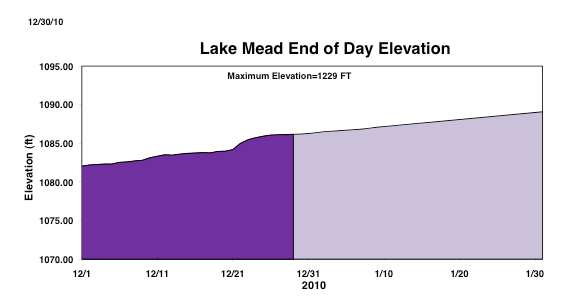 12/30/10
Lake Mead End of Day Elevation
Maximum Elevation=1229 FT
1095.00
1090.00
1085.00
1080.00
1075.00
1070.00
Elevation (ft)
12/1 12/11 12/21 12/31 1/10 1/20 1/30
2010